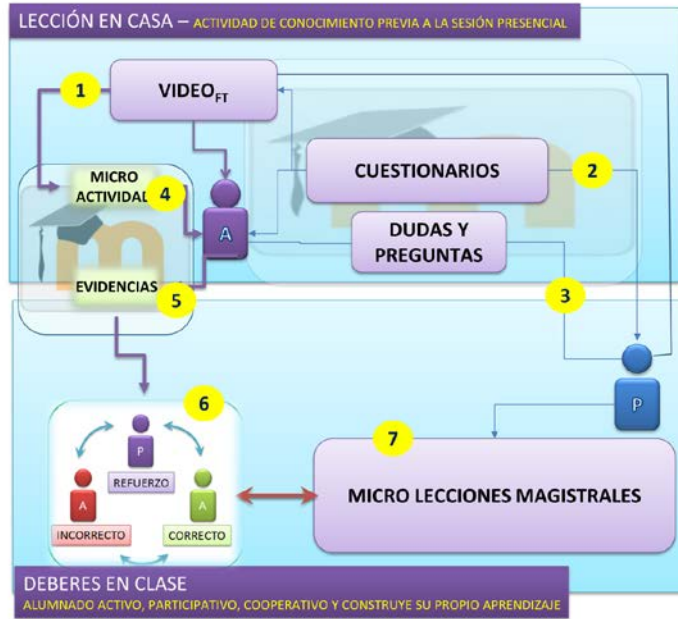 LECCIÓN EN CASA – ACTIVIDAD DE CONOCIMIENTO PREVIA A LA SESIÓN PRESENCIAL
1
VIDEOFT
CUESTIONARIOS
2
MICRO
ACTIVIDAD
4
A
DUDAS Y
PREGUNTAS
m
m
EVIDENCIAS
5
3
P
6
P
REFUERZO
A
INCORRECTO
A
CORRECTO
7
MICRO LECCIONES MAGISTRALES
DEBERES EN CLASE
ALUMNADO ACTIVO, PARTICIPATIVO, COOPERATIVO Y CONSTRUYE SU PROPIO APRENDIZAJE